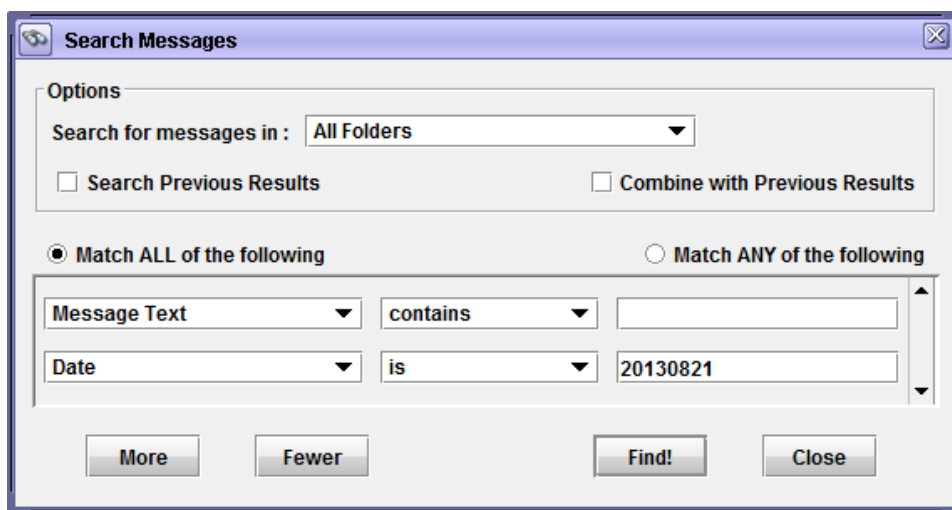 Search Messages
Options
Search for messages in : All Folders
Search Previous Results Combine with Previous Results
Match ALL of the following Match ANY of the following
Message Text contains
Date is 20130821
More Fewer Find! Close